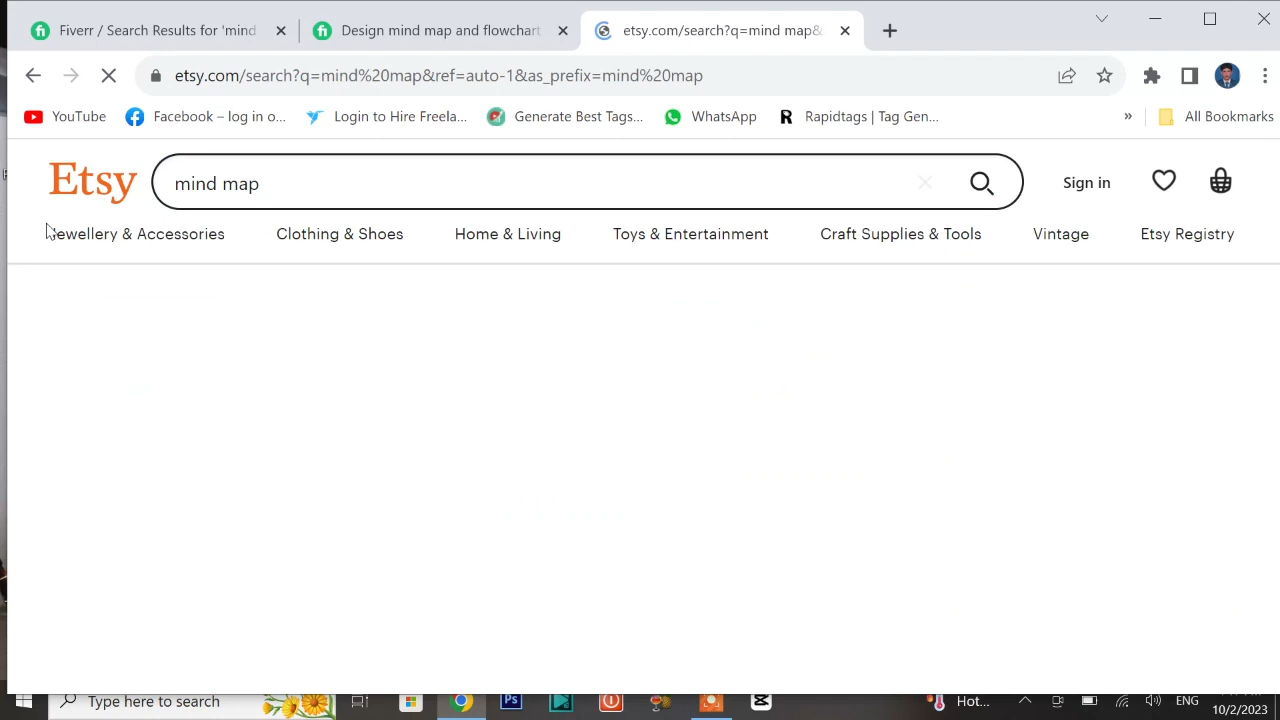 Fiverr / Search Results for 'mind
Design mind map and flowchart
etsy.com/search?q=mind map&
etsy.com/search?q=mind%20map&ref=auto-1&as_prefix=mind%20map
YouTube
Facebook – log in o...
Login to Hire Freela...
Generate Best Tags...
WhatsApp
Rapidtags | Tag Gen...
»
All Bookmarks
Etsy
mind map
Sign in
Jewellery & Accessories
Clothing & Shoes
Home & Living
Toys & Entertainment
Craft Supplies & Tools
Vintage
Etsy Registry
Type here to search
Ps
Hot...
ENG
10/2/2023